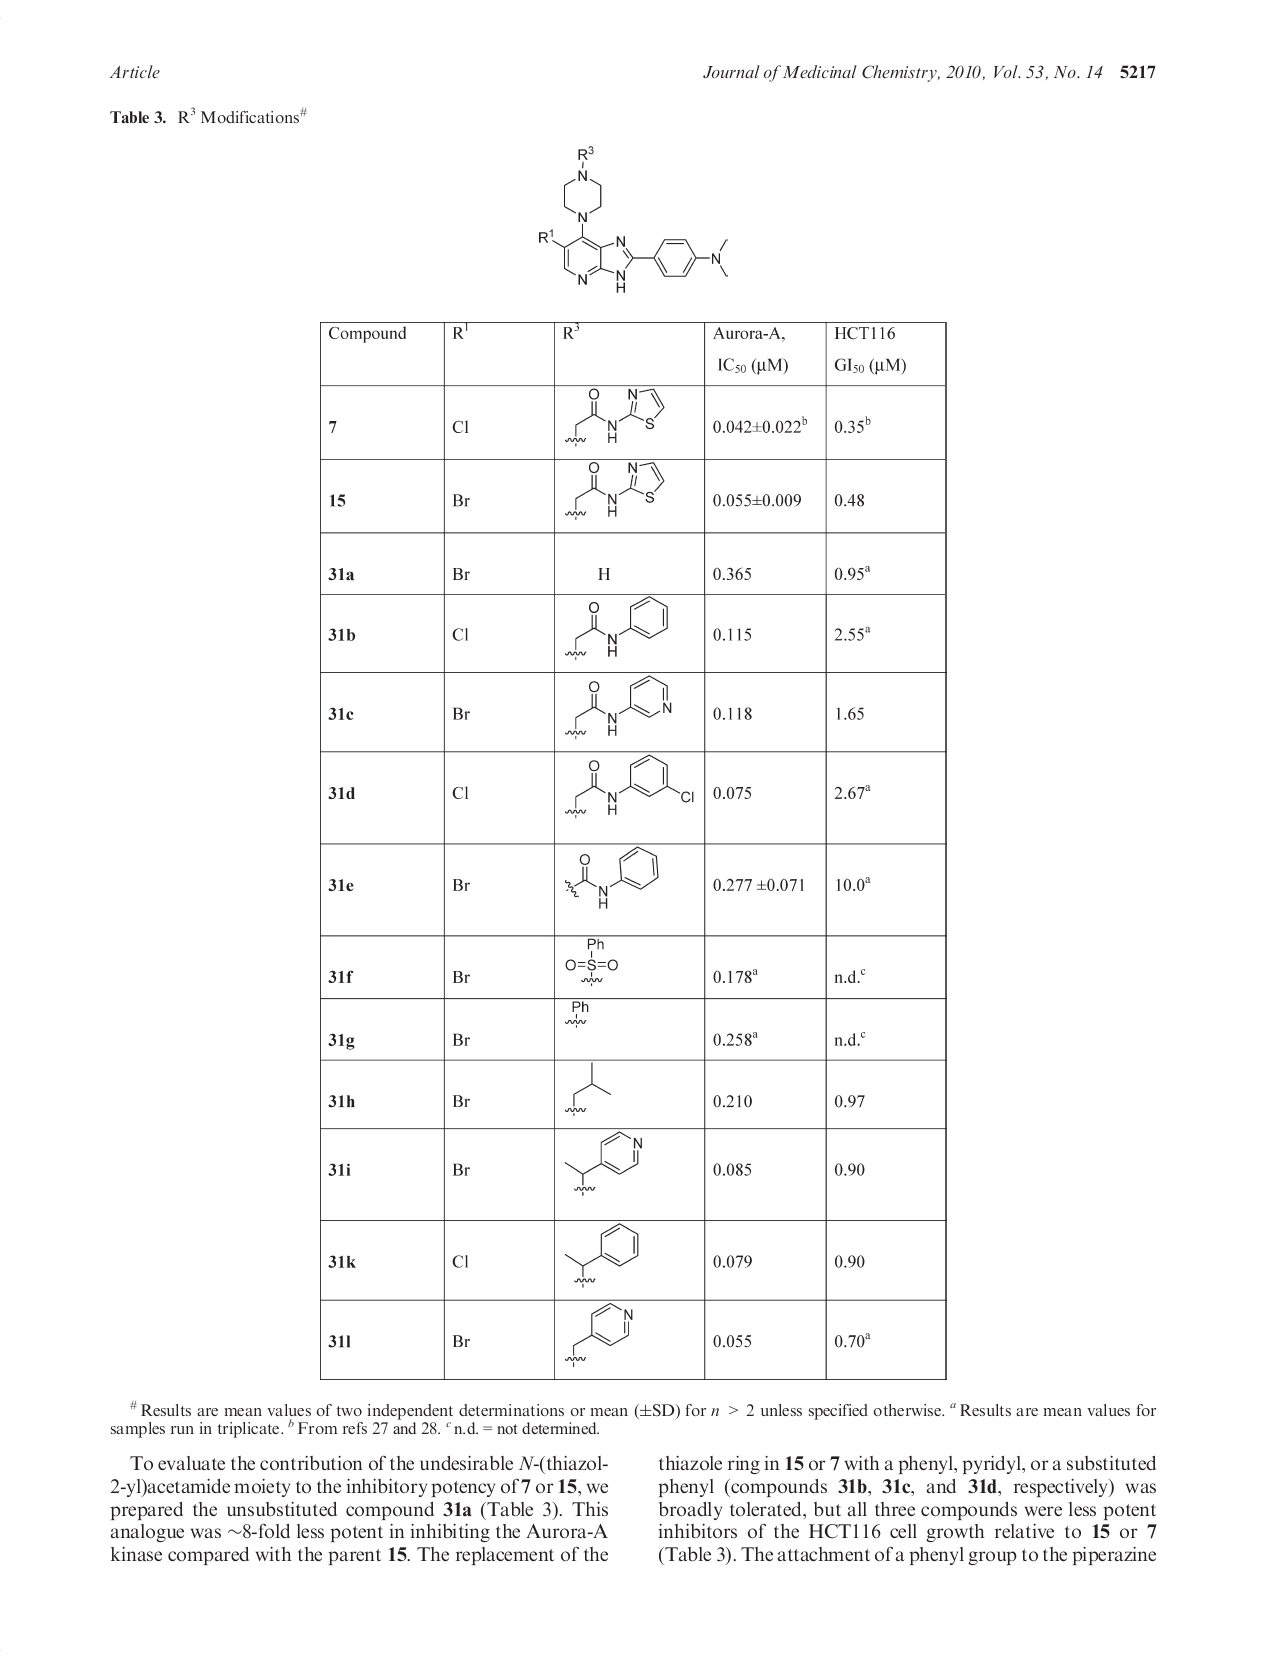 Article
Journal of Medicinal Chemistry, 2010, Vol. 53, No. 14 5217
Table 3. R3 Modifications#
R3
N
N
R1
N
N
N
H
N
Compound R1 R3 Aurora-A, HCT116
IC50 (μM) GI50 (μM)
O N
N S
H
7 Cl 0.042±0.022b 0.35b
O N
N S
H
15 Br 0.055±0.009 0.48
31a Br H 0.365 0.95a
O
N
H
31b Cl 0.115 2.55a
O
N N
H
31c Br 0.118 1.65
O
N Cl
H
31d Cl 0.075 2.67a
O
N
H
31e Br 0.277 ±0.071 10.0a
Ph
O=S=O
31f Br 0.178a n.d.c
Ph
31g Br 0.258a n.d.c
31h Br 0.210 0.97
N
31i Br 0.085 0.90
31k Cl 0.079 0.90
N
31l Br 0.055 0.70a
# Results are mean values of two independent determinations or mean (±SD) for n > 2 unless specified otherwise. a Results are mean values for
samples run in triplicate. b From refs 27 and 28. c n.d. = not determined.
To evaluate the contribution of the undesirable N-(thiazol-
2-yl)acetamide moiety to the inhibitory potency of 7 or 15, we
prepared the unsubstituted compound 31a (Table 3). This
analogue was ∼8-fold less potent in inhibiting the Aurora-A
kinase compared with the parent 15. The replacement of the
thiazole ring in 15 or 7 with a phenyl, pyridyl, or a substituted
phenyl (compounds 31b, 31c, and 31d, respectively) was
broadly tolerated, but all three compounds were less potent
inhibitors of the HCT116 cell growth relative to 15 or 7
(Table 3). The attachment of a phenyl group to the piperazine